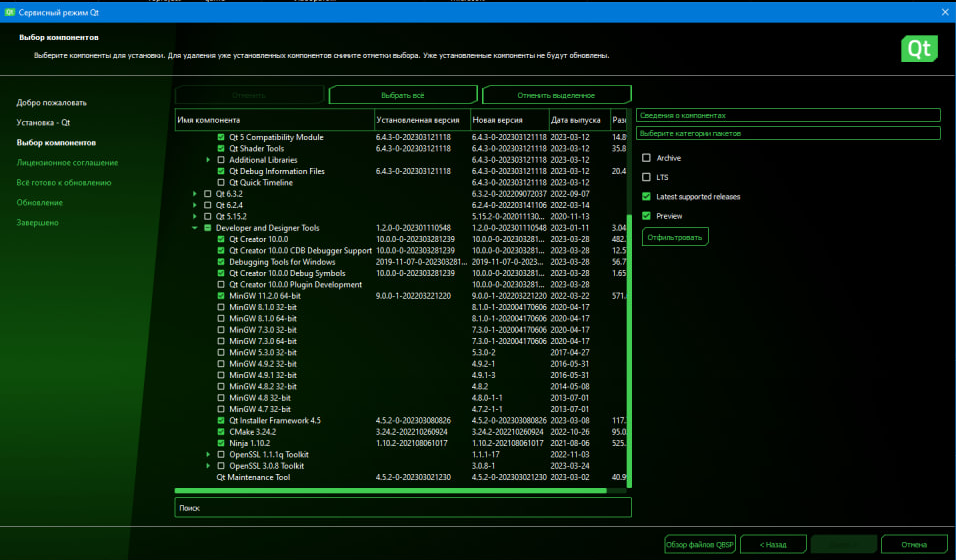 Qt Сервисный режим Qt
Выбор компонентов
Выберите компоненты для установки. Для удаления уже установленных компонентов снимите отметки выбора. Уже установленные компоненты не будут обновлены.
Qt
Добро пожаловать
Установка - Qt
Выбор компонентов
Лицензионное соглашение
Всё готово к обновлению
Обновление
Завершено
Выбрать всё
Отменить выделенное
Имя компонента Установленная версия Новая версия Дата выпуска Раз
Qt 5 Compatibility Module 6.4.3-0-202303121118 6.4.3-0-202303121118 2023-03-12 14.8
Qt Shader Tools 6.4.3-0-202303121118 6.4.3-0-202303121118 2023-03-12 35.8
Additional Libraries 6.4.3-0-202303121118 2023-03-12
Qt Debug Information Files 6.4.3-0-202303121118 6.4.3-0-202303121118 2023-03-12 20.4
Qt Quick Timeline 6.4.3-0-202303121118 2023-03-12
Qt 6.3.2 6.3.2-0-202209072037 2022-09-07
Qt 6.2.4 6.2.4-0-202203141106 2022-03-14
Qt 5.15.2 5.15.2-0-202011130... 2020-11-13
Developer and Designer Tools 1.2.0-0-202301110548 1.2.0-0-202301110548 2023-01-11 3.04
Qt Creator 10.0.0 10.0.0-0-202303281239 10.0.0-0-202303281... 2023-03-28 482.
Qt Creator 10.0.0 CDB Debugger Support 10.0.0-0-202303281239 10.0.0-0-202303281... 2023-03-28 12.5
Debugging Tools for Windows 2019-11-07-0-202303281... 2019-11-07-0-2023... 2023-03-28 56.7
Qt Creator 10.0.0 Debug Symbols 10.0.0-0-202303281239 10.0.0-0-202303281... 2023-03-28 1.65
Qt Creator 10.0.0 Plugin Development 10.0.0-0-202303281... 2023-03-28
MinGW 11.2.0 64-bit 9.0.0-1-202203221220 9.0.0-1-202203221220 2022-03-22 571.
MinGW 8.1.0 32-bit 8.1.0-1-202004170606 2020-04-17
MinGW 8.1.0 64-bit 8.1.0-1-202004170606 2020-04-17
MinGW 7.3.0 32-bit 7.3.0-1-202004170606 2020-04-17
MinGW 7.3.0 64-bit 7.3.0-1-202004170606 2020-04-17
MinGW 5.3.0 32-bit 5.3.0-2 2017-04-27
MinGW 4.9.2 32-bit 4.9.2-1 2016-05-31
MinGW 4.9.1 32-bit 4.9.1-3 2016-05-31
MinGW 4.8.2 32-bit 4.8.2 2014-05-08
MinGW 4.8 32-bit 4.8.0-1-1 2013-07-01
MinGW 4.7 32-bit 4.7.2-1-1 2013-07-01
Qt Installer Framework 4.5 4.5.2-0-202303080826 4.5.2-0-202303080826 2023-03-08 117.
CMake 3.24.2 3.24.2-202210260924 3.24.2-202210260924 2022-10-26 95.0
Ninja 1.10.2 1.10.2-202108061017 1.10.2-202108061017 2021-08-06 525.
OpenSSL 1.1.1q Toolkit 1.1.1-17 2022-11-03
OpenSSL 3.0.8 Toolkit 3.0.8-1 2023-03-24
Qt Maintenance Tool 4.5.2-0-202303021230 4.5.2-0-202303021230 2023-03-02 40.9
Поиск
Сведения о компонентах
Выберите категории пакетов
Archive
LTS
Latest supported releases
Preview
Отфильтровать
Обзор файлов QBSP
< Назад
Отмена